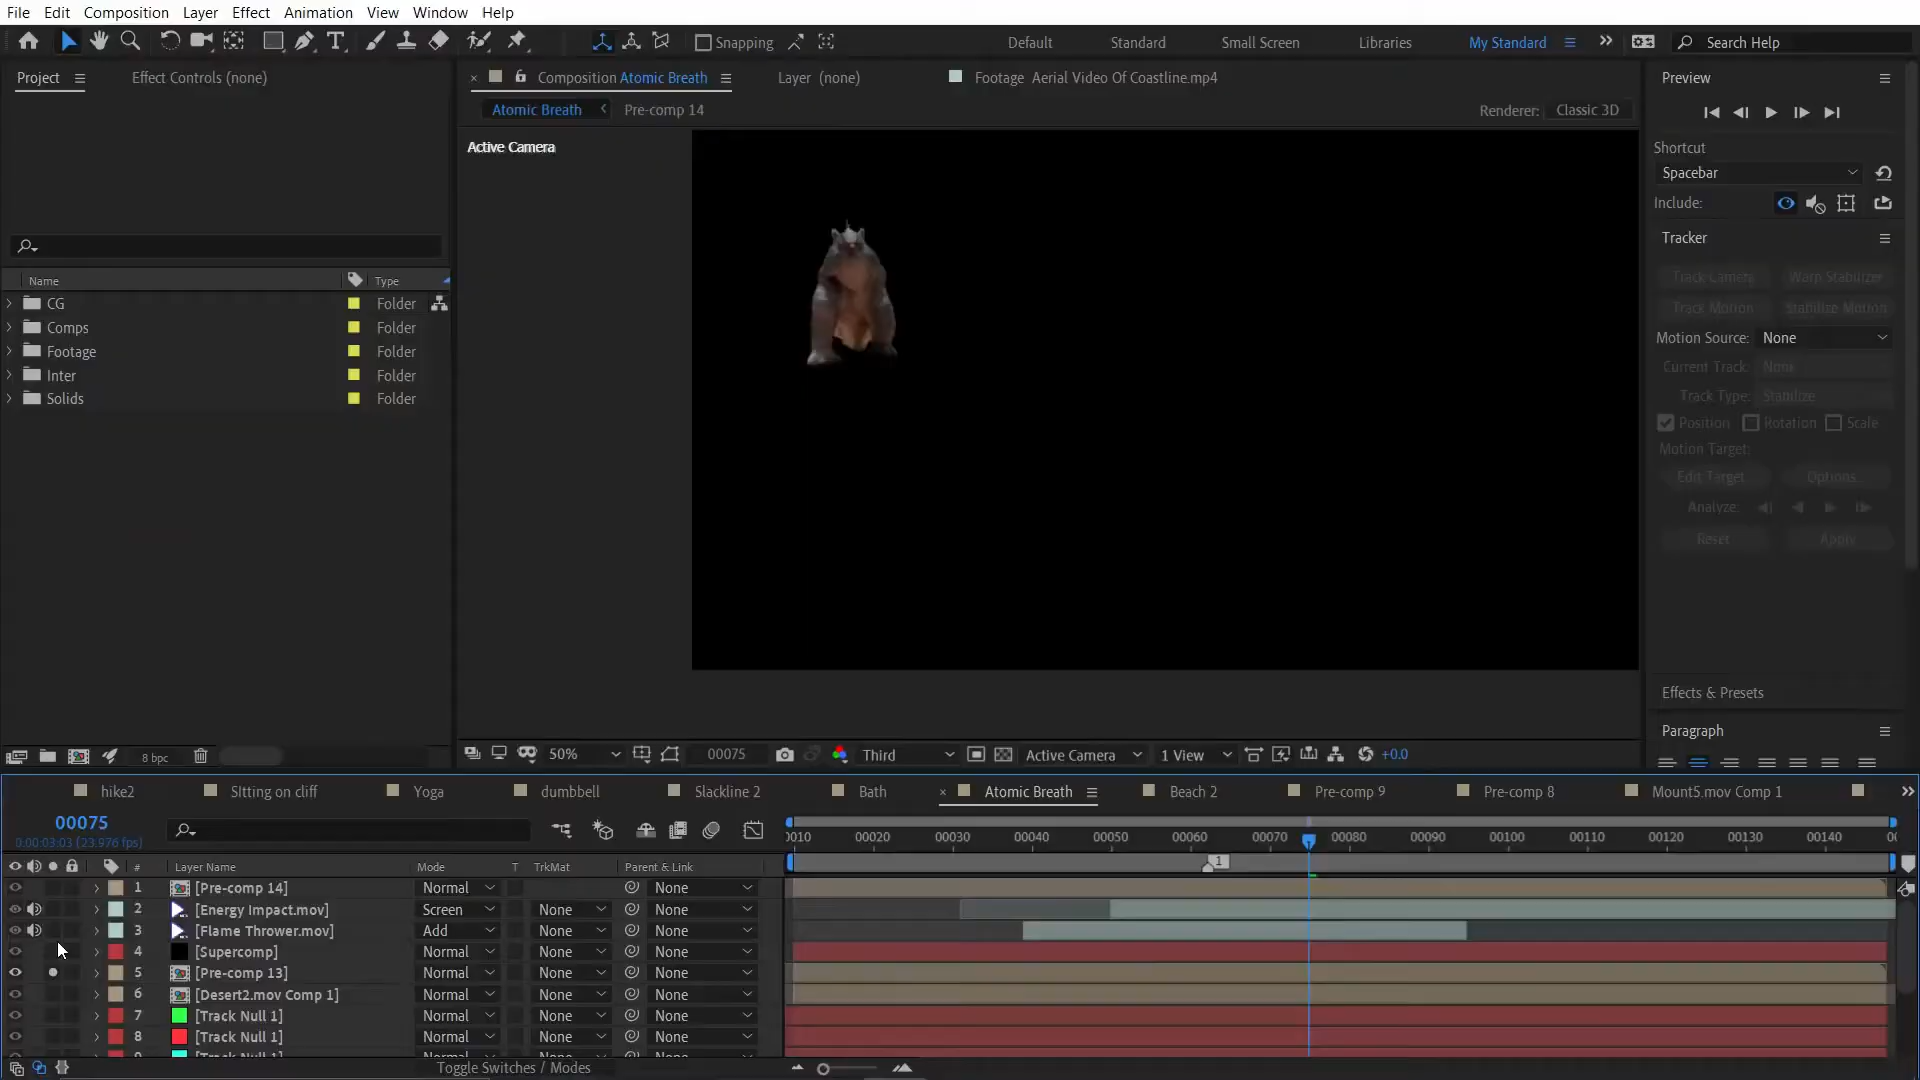 File Edit Composition Layer Effect Animation View Window Help
Snapping Default Standard Small Screen Libraries My Standard Search Help
Project Effect Controls (none) Composition Atomic Breath Layer (none) Footage Aerial Video Of Coastline.mp4 Preview
Atomic Breath Pre-comp 14 Renderer: Classic 3D
Active Camera
Shortcut
Spacebar
Include:
Tracker
Name Type
Track Camera Warp Stabilizer
CG Folder
Track Motion Stabilize Motion
Comps Folder
Motion Source: None
Footage Folder
Current Track: None
Inter Folder
Track Type: Stabilize
Solids Folder
Position Rotation Scale
Motion Target:
Edit Target... Options...
Analyze:
Reset Apply
Effects & Presets
Paragraph
8 bpc 50% 00075 Third Active Camera 1 View +0.0
hike2 SItting on cliff Yoga dumbbell Slackline 2 Bath Atomic Breath Beach 2 Pre-comp 9 Pre-comp 8 Mount5.mov Comp 1
00075
0:00:03:03 (23.976 fps)
0010 00020 00030 00040 00050 00060 00070 00080 00090 00100 00110 00120 00130 00140 00
# Layer Name Mode T TrkMat Parent & Link 1
1 [Pre-comp 14] Normal None
2 [Energy Impact.mov] Screen None None
3 [Flame Thrower.mov] Add None None
4 [Supercomp] Normal None None
5 [Pre-comp 13] Normal None None
6 [Desert2.mov Comp 1] Normal None None
7 [Track Null 1] Normal None None
8 [Track Null 1] Normal None None
9 [Track Null 1] Normal None None
Toggle Switches / Modes